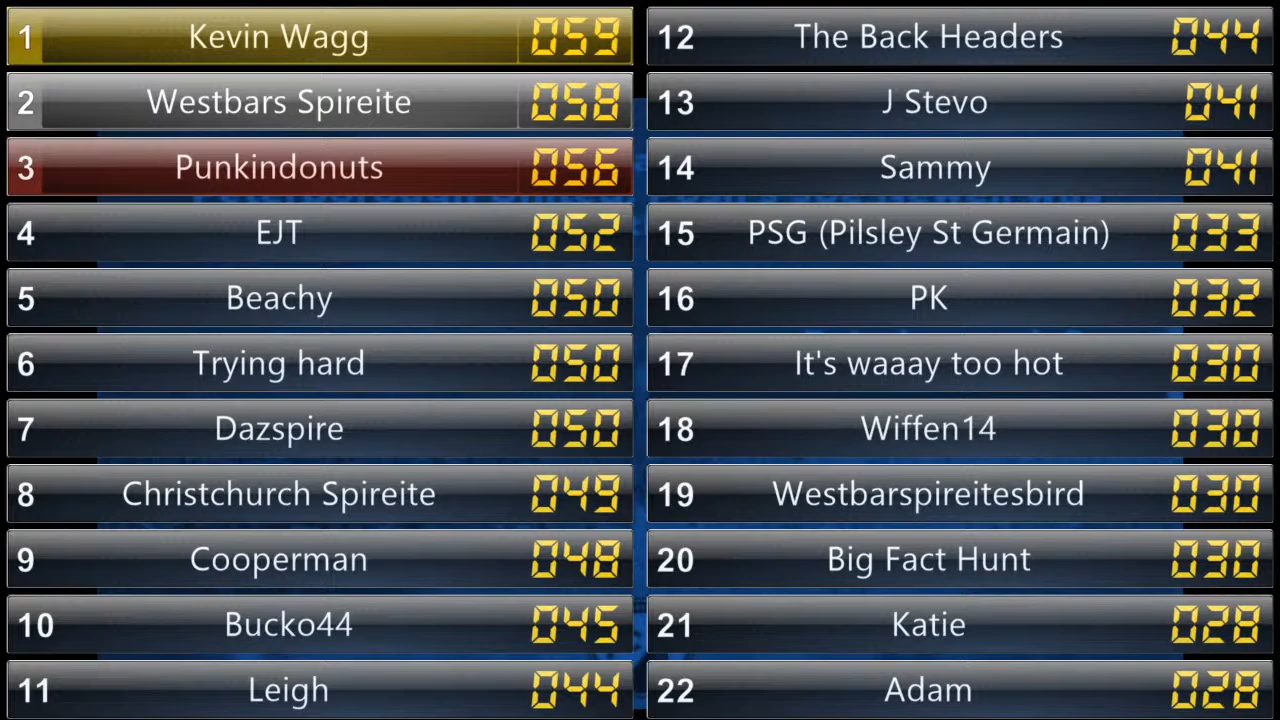 1 Kevin Wagg 059
2 Westbars Spireite 058
3 Punkindonuts 056
4 EJT 052
5 Beachy 050
6 Trying hard 050
7 Dazspire 050
8 Christchurch Spireite 049
9 Cooperman 048
10 Bucko44 045
11 Leigh 044
12 The Back Headers 044
13 J Stevo 041
14 Sammy 041
15 PSG (Pilsley St Germain) 033
16 PK 032
17 It's waaay too hot 030
18 Wiffen14 030
19 Westbarspireitesbird 030
20 Big Fact Hunt 030
21 Katie 028
22 Adam 028